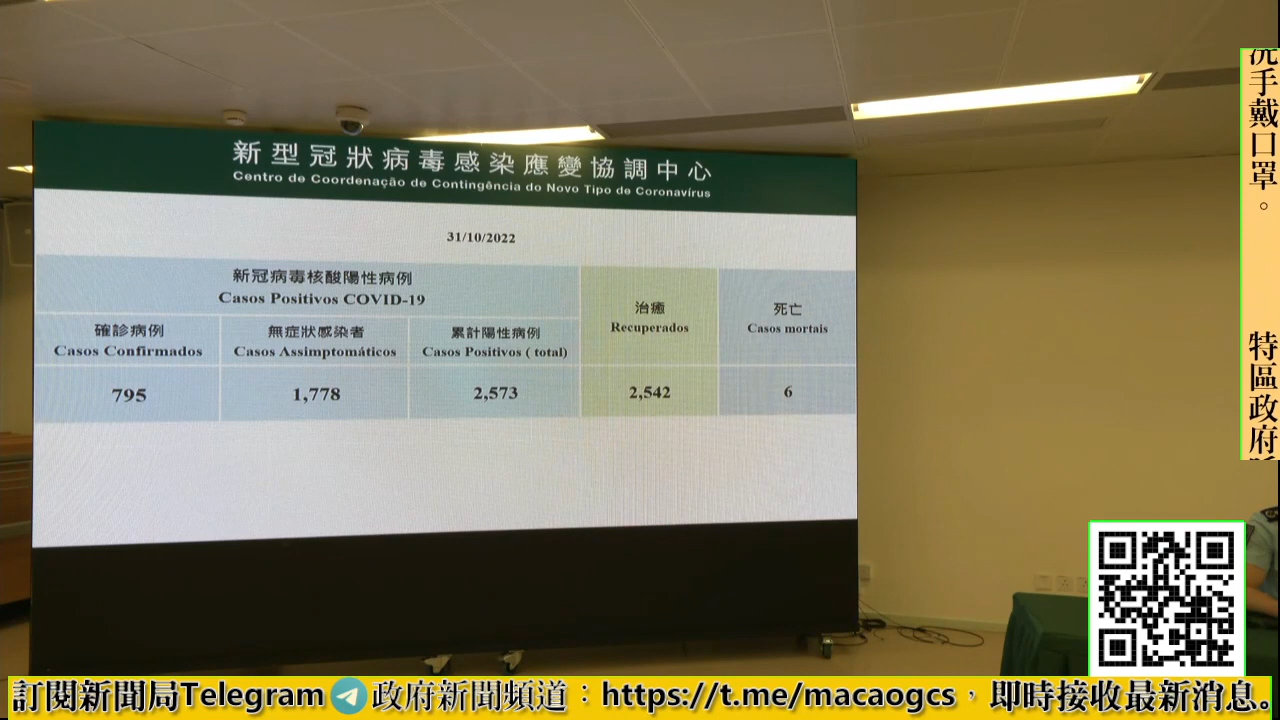 新型冠狀病毒感染應變協調中心
Centro de Coordenação de Contingência do Novo Tipo de Coronavírus
31/10/2022
新冠病毒核酸陽性病例
Casos Positivos COVID-19
治癒
Recuperados
死亡
Casos mortais
確診病例
Casos Confirmados
無症狀感染者
Casos Assimptomáticos
累計陽性病例
Casos Positivos ( total)
795
1,778
2,573
2,542
6
洗手戴口罩。 特區政府
訂閱新聞局Telegram 政府新聞頻道：https://t.me/macaogcs，即時接收最新消息。